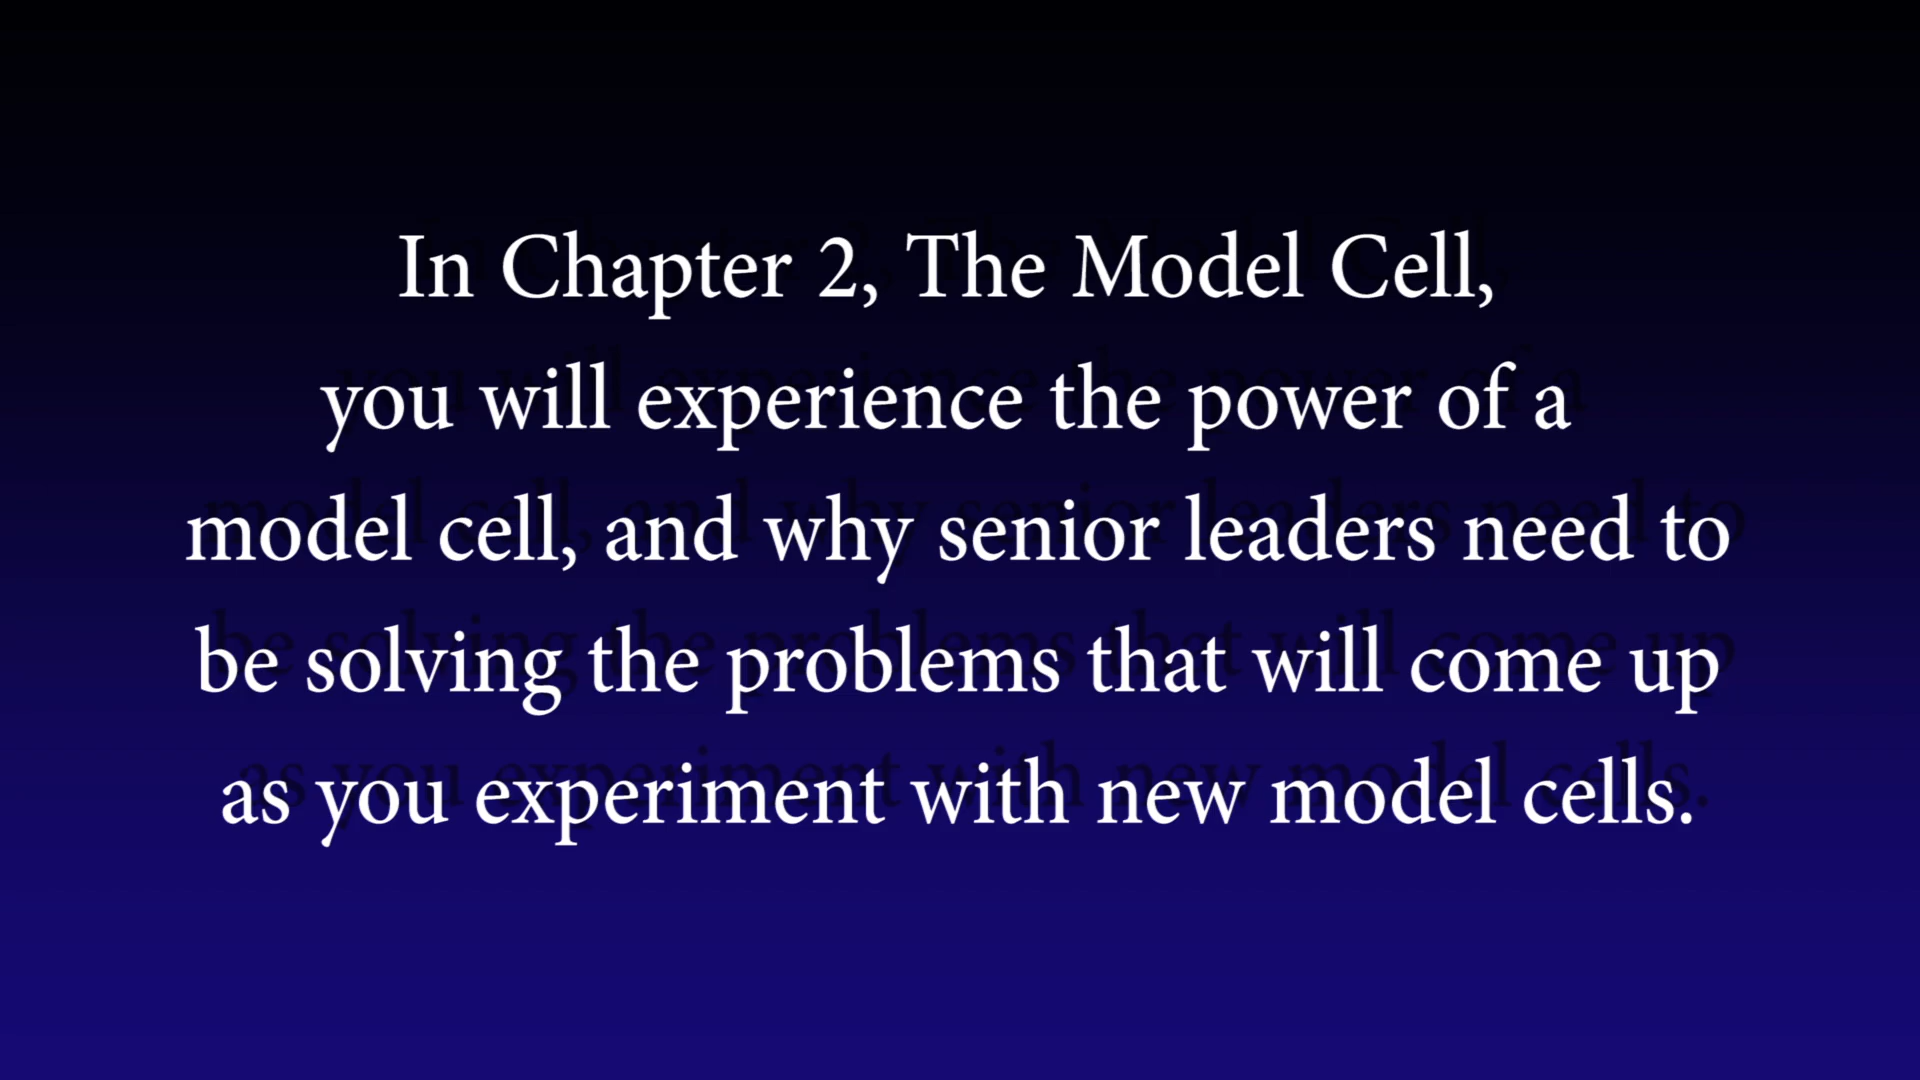 In Chapter 2, The Model Cell,
you will experience the power of a
model cell, and why senior leaders need to
be solving the problems that will come up
as you experiment with new model cells.